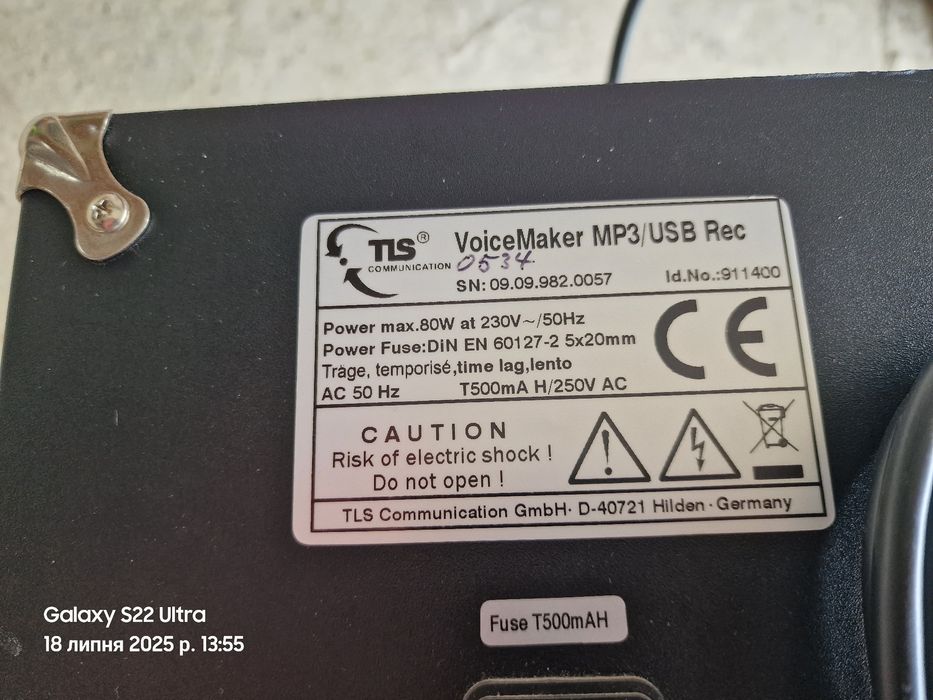 TLS® VoiceMaker MP3/USB Rec
COMMUNICATION 0534
SN: 09.09.982.0057 Id.No.:911400
Power max.80W at 230V~/50Hz
Power Fuse:DiN EN 60127-2 5x20mm
Träge, temporisé,time lag,lento
AC 50 Hz T500mA H/250V AC
CE
CAUTION
Risk of electric shock !
Do not open !
TLS Communication GmbH· D-40721 Hilden · Germany
Fuse T500mAH
Galaxy S22 Ultra
18 липня 2025 р. 13:55